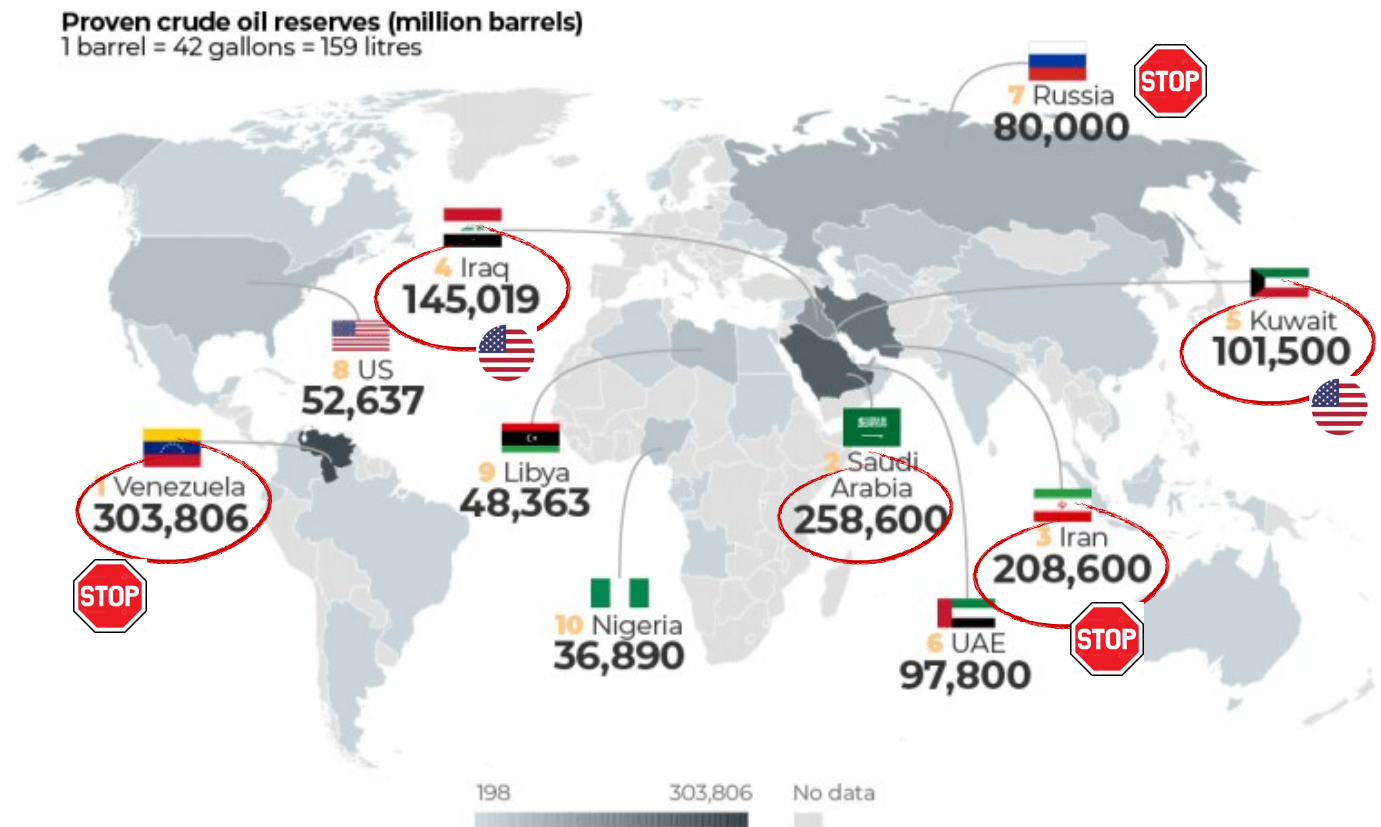 Proven crude oil reserves (million barrels)
1 barrel = 42 gallons = 159 litres
7 Russia
80,000
STOP
4 Iraq
145,019
5 Kuwait
101,500
8 US
52,637
1 Venezuela
303,806
STOP
9 Libya
48,363
2 Saudi
Arabia
258,600
3 Iran
208,600
STOP
10 Nigeria
36,890
6 UAE
97,800
198
303,806
No data